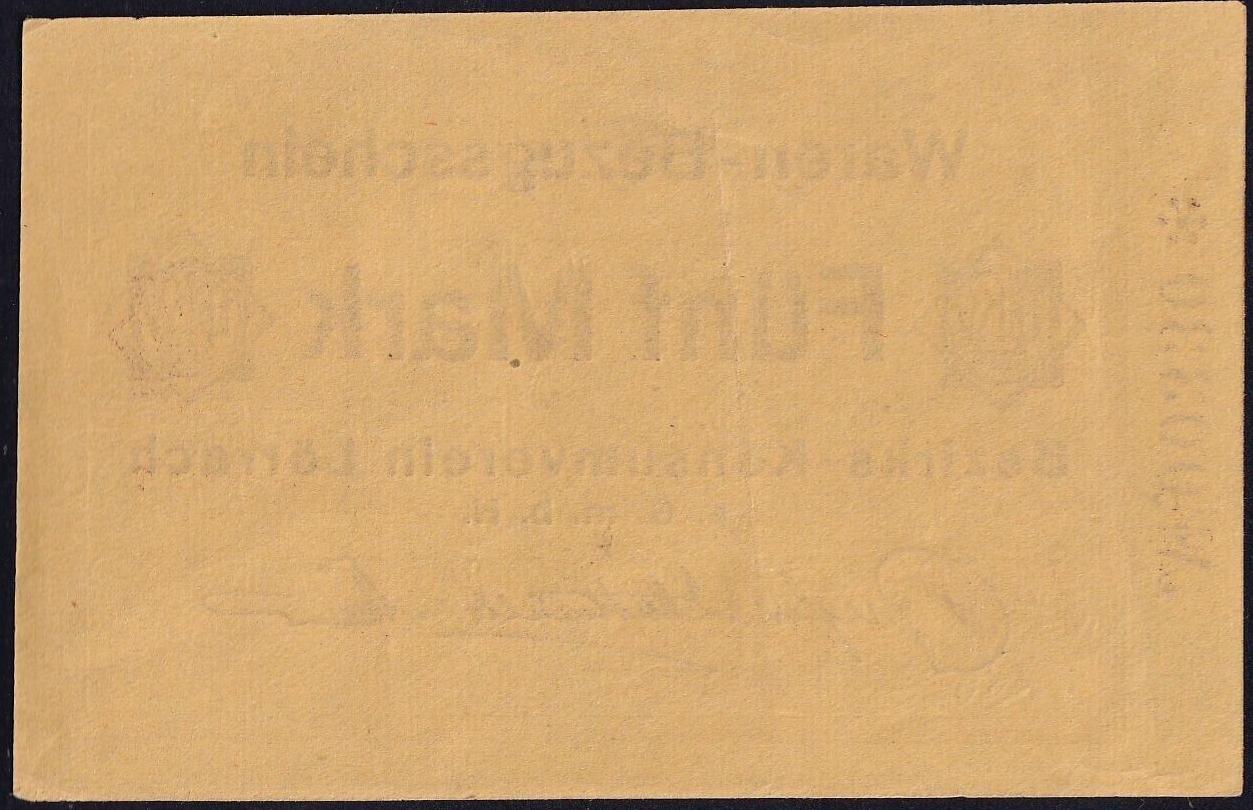 Waren-Bezugsschein
Fünf Mark
Bezirks-Konsumverein Lörrach
e. G. m. b. H.